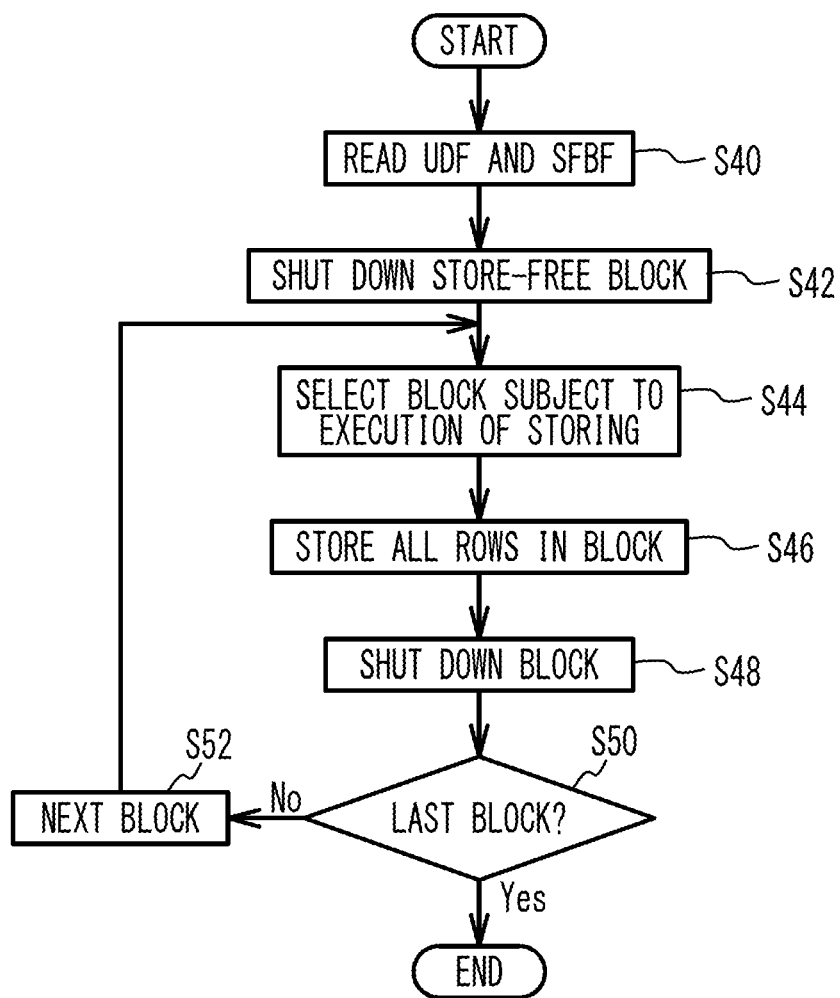 START
READ UDF AND SFBF
S40
SHUT DOWN STORE-FREE BLOCK
S42
SELECT BLOCK SUBJECT TO
EXECUTION OF STORING
S44
STORE ALL ROWS IN BLOCK
S46
SHUT DOWN BLOCK
S48
S50
LAST BLOCK?
No
S52
NEXT BLOCK
Yes
END